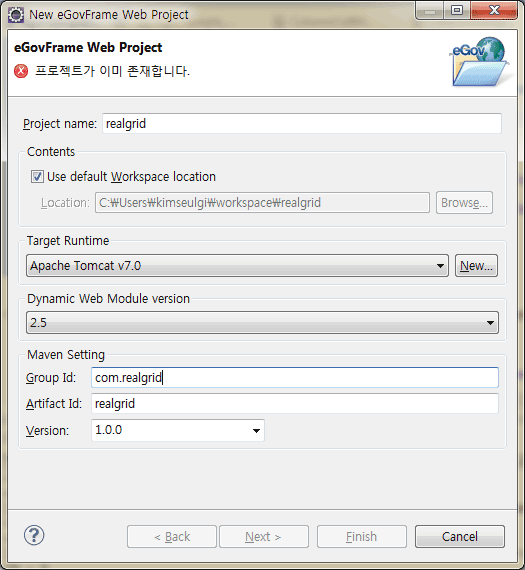 New eGovFrame Web Project
eGovFrame Web Project
프로젝트가 이미 존재합니다.
eGov
Project name: realgrid
Contents
Use default Workspace location
Location: C:₩Users₩kimseulgi₩workspace₩realgrid Browse...
Target Runtime
Apache Tomcat v7.0 New...
Dynamic Web Module version
2.5
Maven Setting
Group Id: com.realgrid
Artifact Id: realgrid
Version: 1.0.0
? < Back Next > Finish Cancel